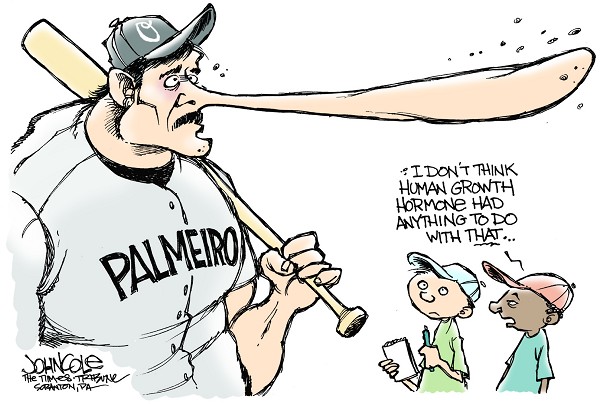 O
I DON'T THINK
HUMAN GROWTH
HORMONE HAD
ANYTHING TO DO
WITH THAT...
PALMEIRO
JOHN COLE
THE TIMES TRIBUNE
SCRANTON, PA